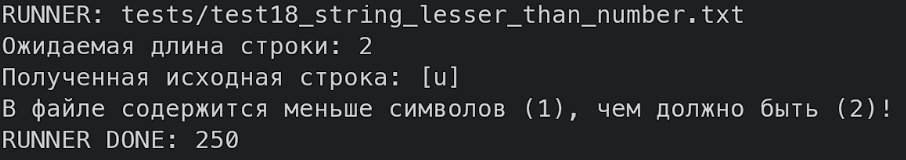 RUNNER: tests/test18_string_lesser_than_number.txt
Ожидаемая длина строки: 2
Полученная исходная строка: [u]
В файле содержится меньше символов (1), чем должно быть (2)!
RUNNER DONE: 250